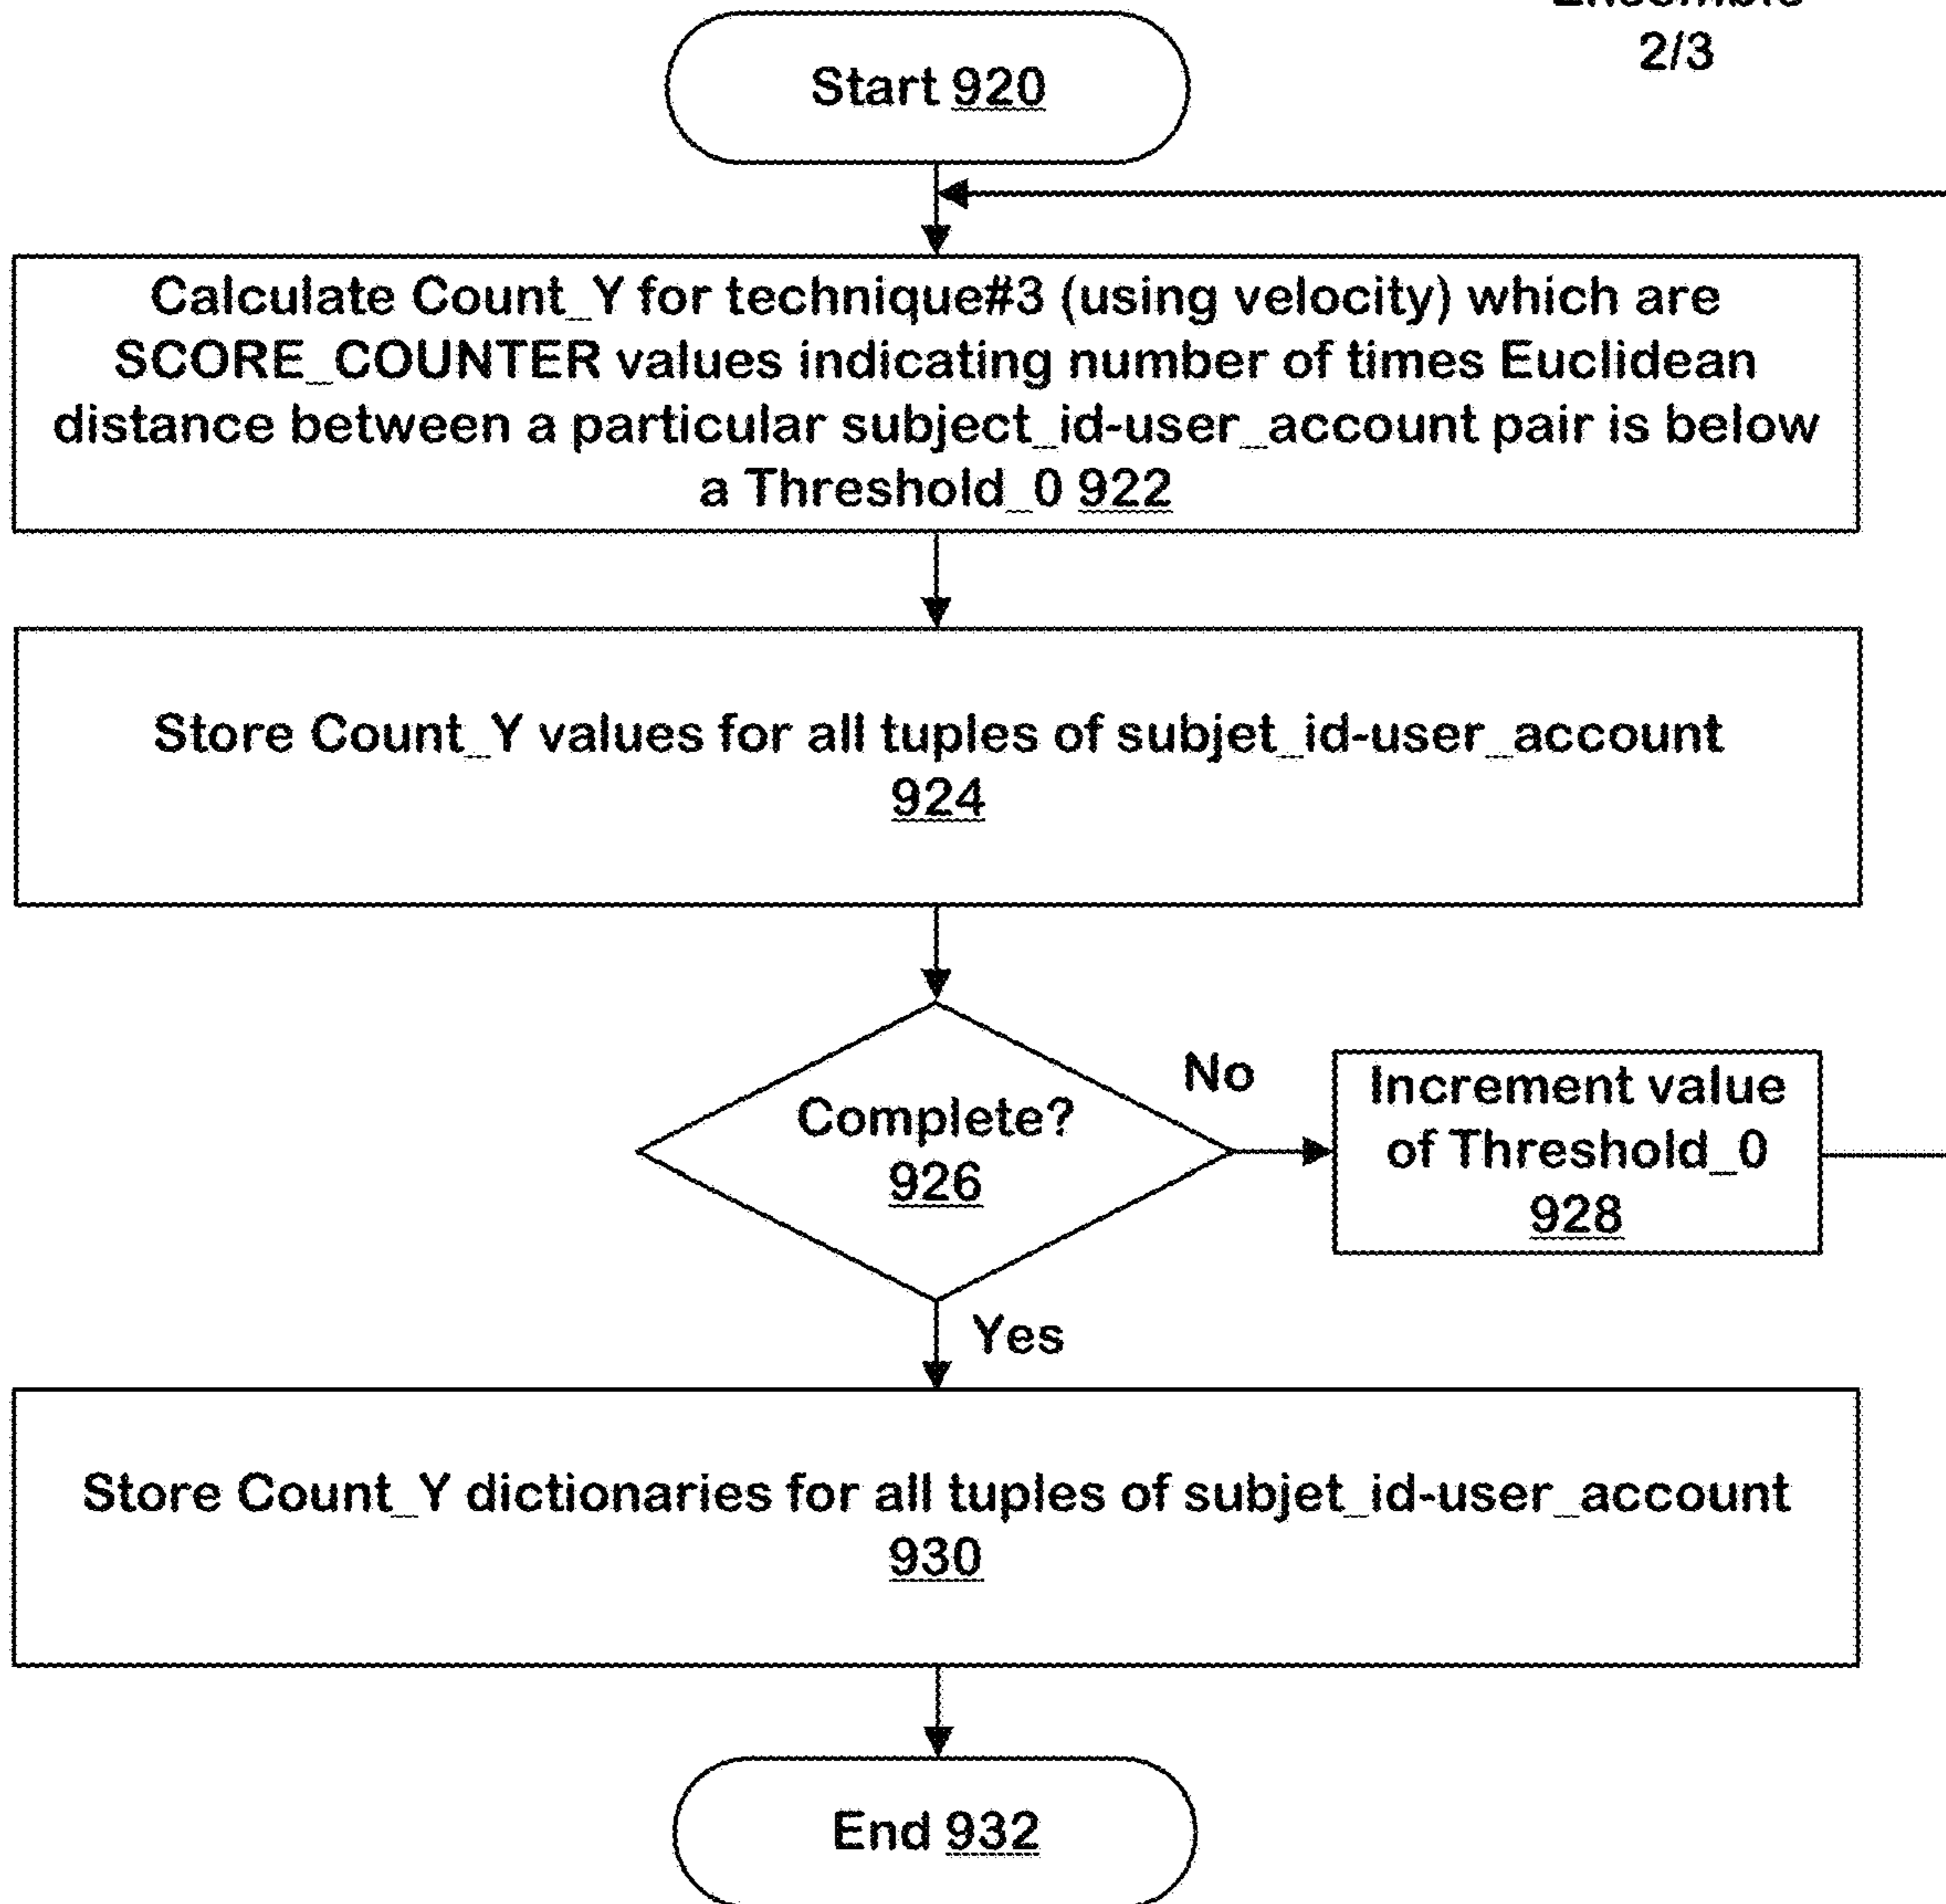 2/3
Start 920
Calculate Count_Y for technique#3 (using velocity) which are
SCORE_COUNTER values indicating number of times Euclidean
distance between a particular subject_id-user_account pair is below
a Threshold_0 922
Store Count_Y values for all tuples of subjet_id-user_account
924
Complete?
926
No
Increment value
of Threshold_0
928
Yes
Store Count_Y dictionaries for all tuples of subjet_id-user_account
930
End 932